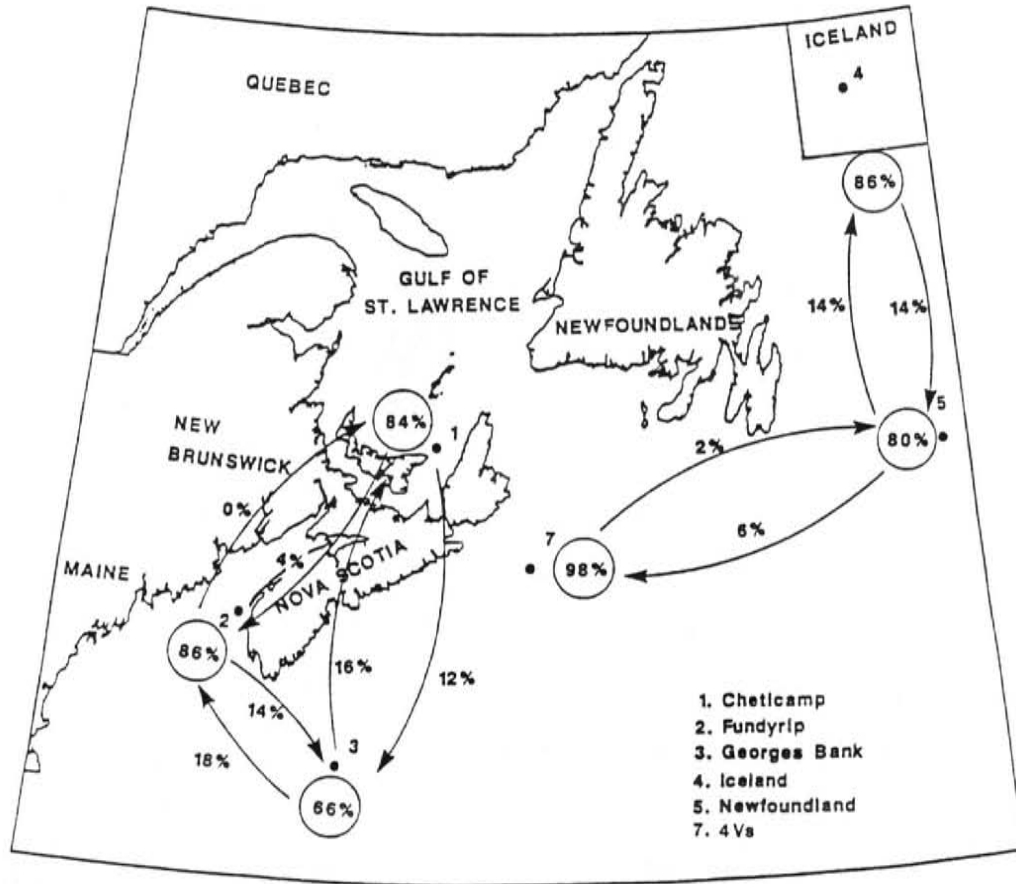 ICELAND
4
QUEBEC
86%
GULF OF
ST. LAWRENCE
14%
14%
NEWFOUNDLAND
5
84%
1
NEW
BRUNSWICK
2%
80%
0%
6%
7
98%
4%
MAINE
NOVA SCOTIA
2
86%
16%
12%
14%
3
18%
66%
1. Cheticamp
2. Fundyrip
3. Georges Bank
4. Iceland
5. Newfoundland
7. 4Vs